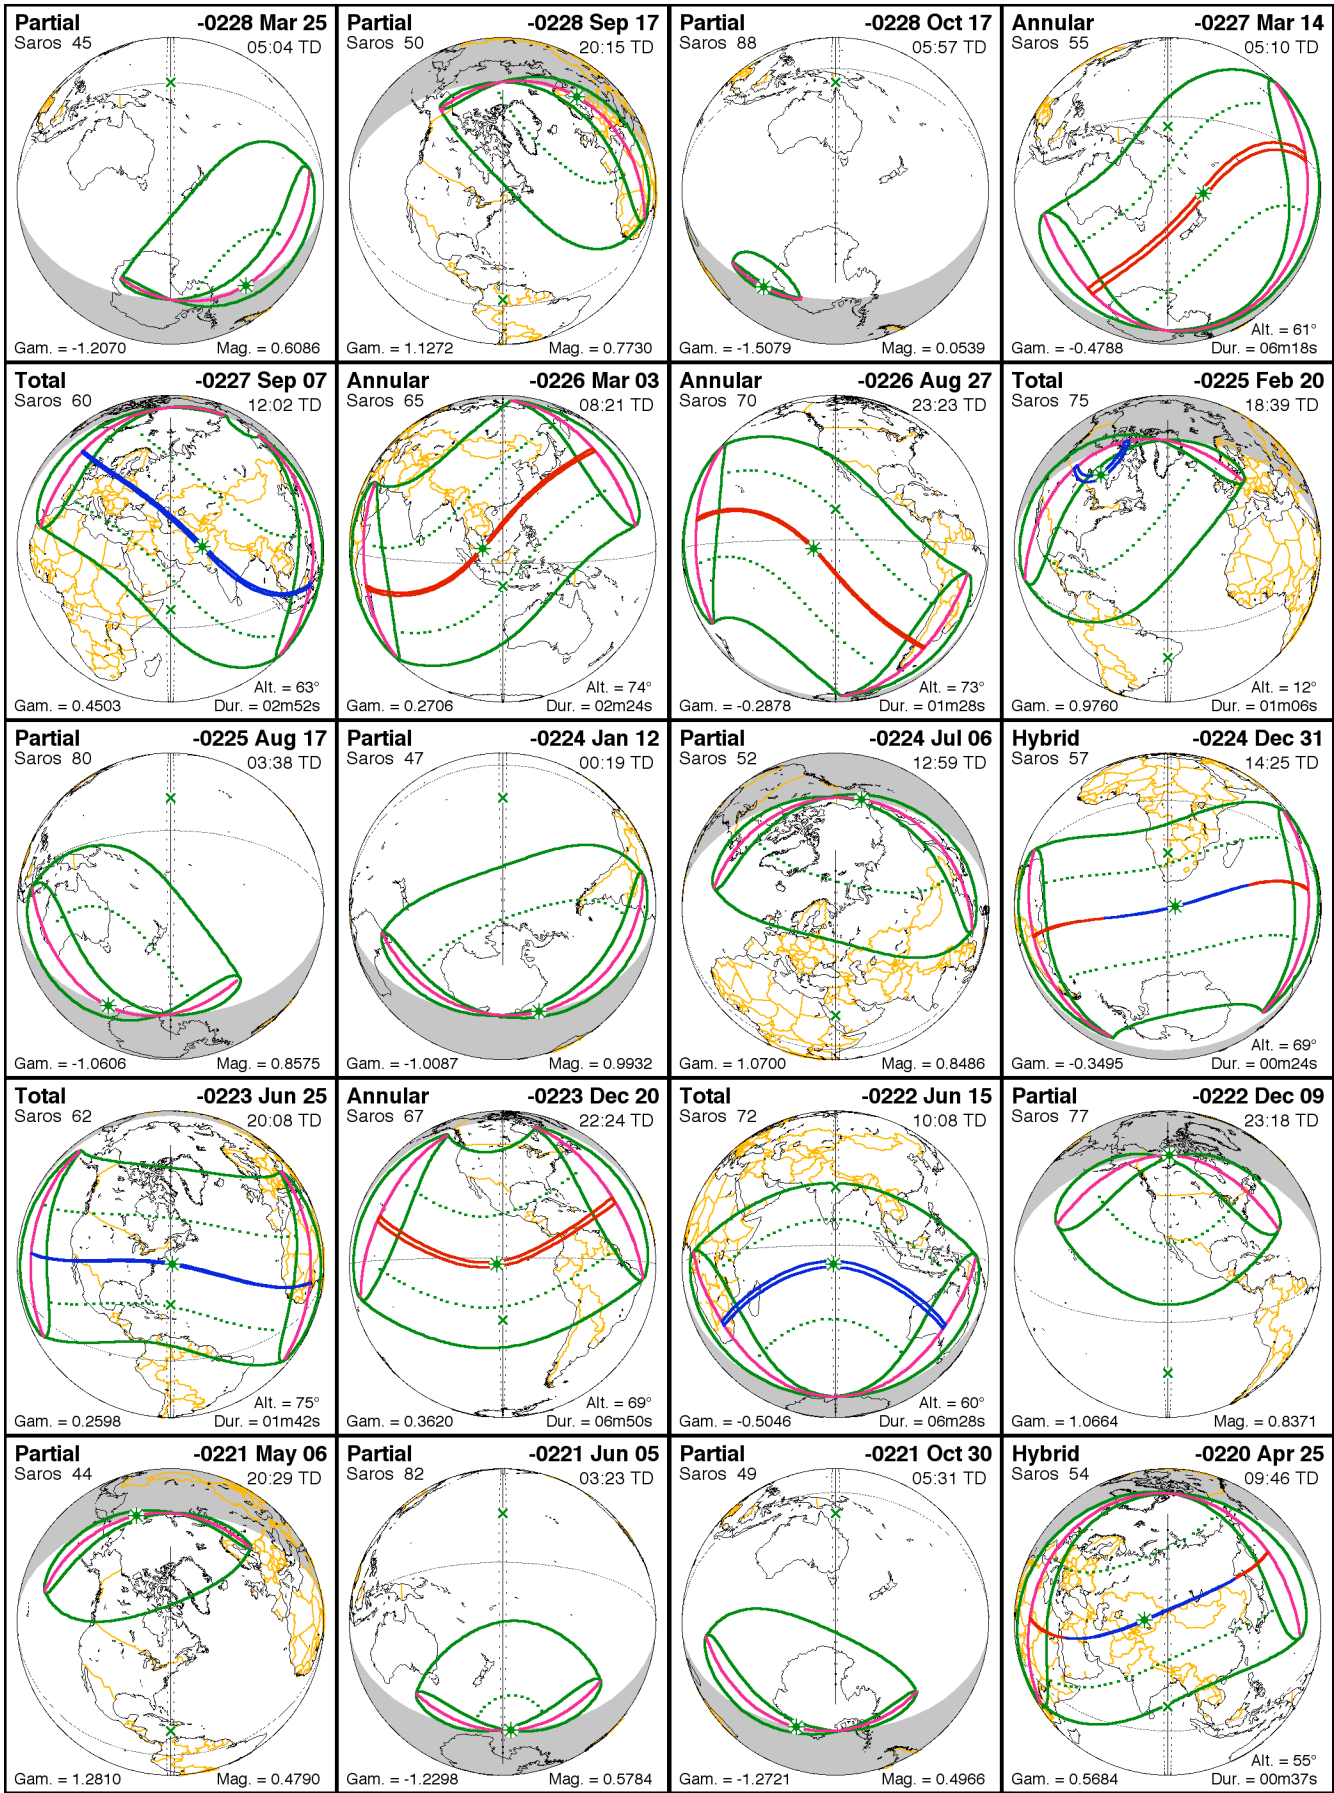 Partial -0228 Mar 25
Saros 45 05:04 TD
Gam. = -1.2070 Mag. = 0.6086
Partial -0228 Sep 17
Saros 50 20:15 TD
Gam. = 1.1272 Mag. = 0.7730
Partial -0228 Oct 17
Saros 88 05:57 TD
Gam. = -1.5079 Mag. = 0.0539
Annular -0227 Mar 14
Saros 55 05:10 TD
Alt. = 61°
Gam. = -0.4788 Dur. = 06m18s
Total -0227 Sep 07
Saros 60 12:02 TD
Alt. = 63°
Gam. = 0.4503 Dur. = 02m52s
Annular -0226 Mar 03
Saros 65 08:21 TD
Alt. = 74°
Gam. = 0.2706 Dur. = 02m24s
Annular -0226 Aug 27
Saros 70 23:23 TD
Alt. = 73°
Gam. = -0.2878 Dur. = 01m28s
Total -0225 Feb 20
Saros 75 18:39 TD
Alt. = 12°
Gam. = 0.9760 Dur. = 01m06s
Partial -0225 Aug 17
Saros 80 03:38 TD
Gam. = -1.0606 Mag. = 0.8575
Partial -0224 Jan 12
Saros 47 00:19 TD
Gam. = -1.0087 Mag. = 0.9932
Partial -0224 Jul 06
Saros 52 12:59 TD
Gam. = 1.0700 Mag. = 0.8486
Hybrid -0224 Dec 31
Saros 57 14:25 TD
Alt. = 69°
Gam. = -0.3495 Dur. = 00m24s
Total -0223 Jun 25
Saros 62 20:08 TD
Alt. = 75°
Gam. = 0.2598 Dur. = 01m42s
Annular -0223 Dec 20
Saros 67 22:24 TD
Alt. = 69°
Gam. = 0.3620 Dur. = 06m50s
Total -0222 Jun 15
Saros 72 10:08 TD
Alt. = 60°
Gam. = -0.5046 Dur. = 06m28s
Partial -0222 Dec 09
Saros 77 23:18 TD
Gam. = 1.0664 Mag. = 0.8371
Partial -0221 May 06
Saros 44 20:29 TD
Gam. = 1.2810 Mag. = 0.4790
Partial -0221 Jun 05
Saros 82 03:23 TD
Gam. = -1.2298 Mag. = 0.5784
Partial -0221 Oct 30
Saros 49 05:31 TD
Gam. = -1.2721 Mag. = 0.4966
Hybrid -0220 Apr 25
Saros 54 09:46 TD
Alt. = 55°
Gam. = 0.5684 Dur. = 00m37s